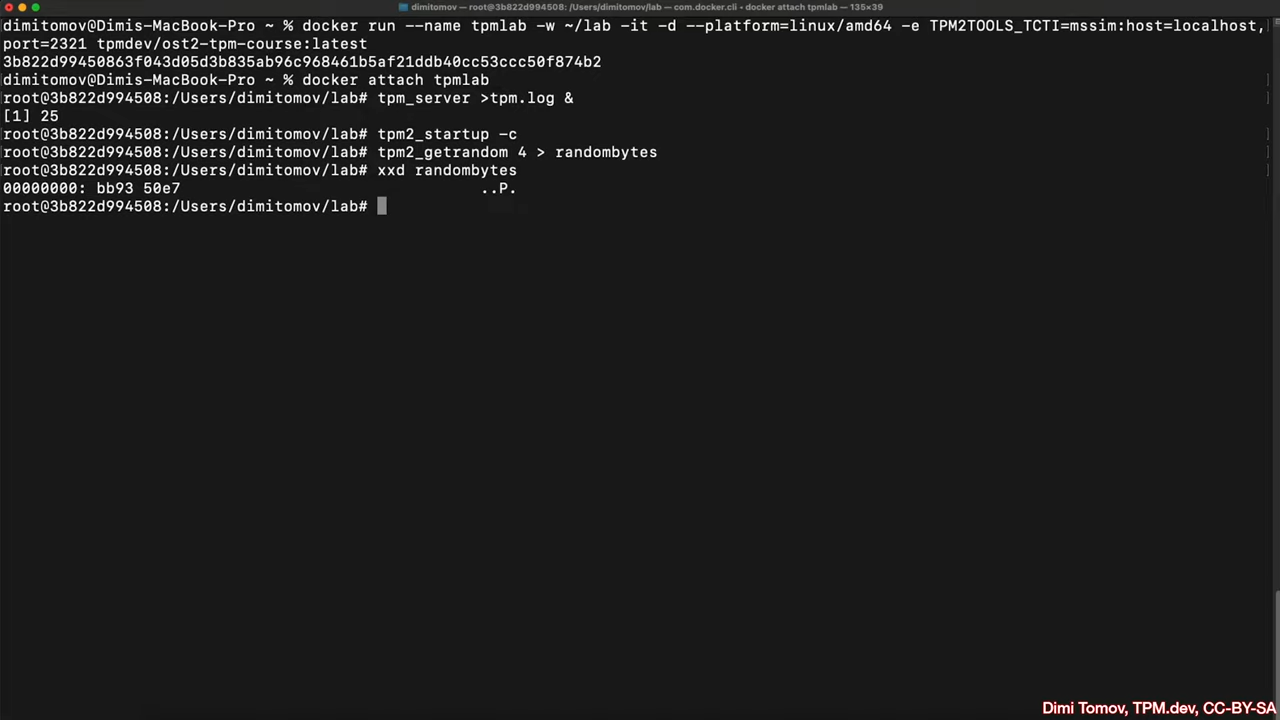 dimitomov — root@3b822d994508: /Users/dimitomov/lab — com.docker.cli ◂ docker attach tpmlab — 135×39
dimitomov@Dimis-MacBook-Pro ~ % docker run --name tpmlab -w ~/lab -it -d --platform=linux/amd64 -e TPM2TOOLS_TCTI=mssim:host=localhost,
port=2321 tpmdev/ost2-tpm-course:latest
3b822d99450863f043d05d3b835ab96c968461b5af21ddb40cc53ccc50f874b2
dimitomov@Dimis-MacBook-Pro ~ % docker attach tpmlab
root@3b822d994508:/Users/dimitomov/lab# tpm_server >tpm.log &
[1] 25
root@3b822d994508:/Users/dimitomov/lab# tpm2_startup -c
root@3b822d994508:/Users/dimitomov/lab# tpm2_getrandom 4 > randombytes
root@3b822d994508:/Users/dimitomov/lab# xxd randombytes
00000000: bb93 50e7                                ..P.
root@3b822d994508:/Users/dimitomov/lab#
Dimi Tomov, TPM.dev, CC-BY-SA